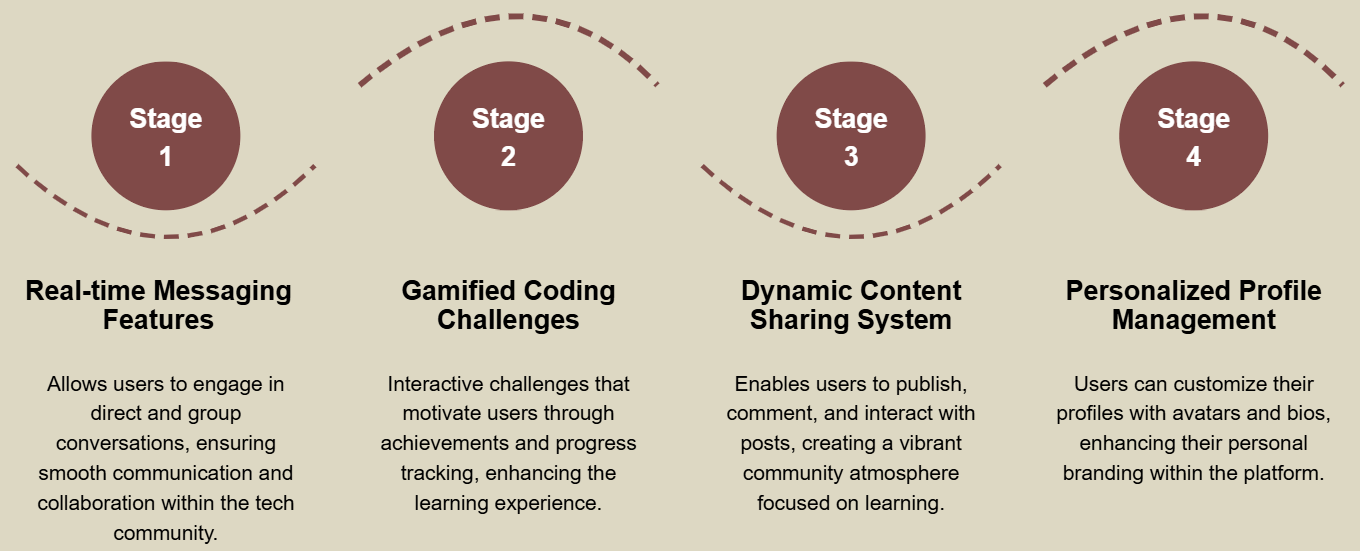 Stage
1
Stage
2
Stage
3
Stage
4
Real-time Messaging
Features
Allows users to engage in
direct and group
conversations, ensuring
smooth communication and
collaboration within the tech
community.
Gamified Coding
Challenges
Interactive challenges that
motivate users through
achievements and progress
tracking, enhancing the
learning experience.
Dynamic Content
Sharing System
Enables users to publish,
comment, and interact with
posts, creating a vibrant
community atmosphere
focused on learning.
Personalized Profile
Management
Users can customize their
profiles with avatars and bios,
enhancing their personal
branding within the platform.